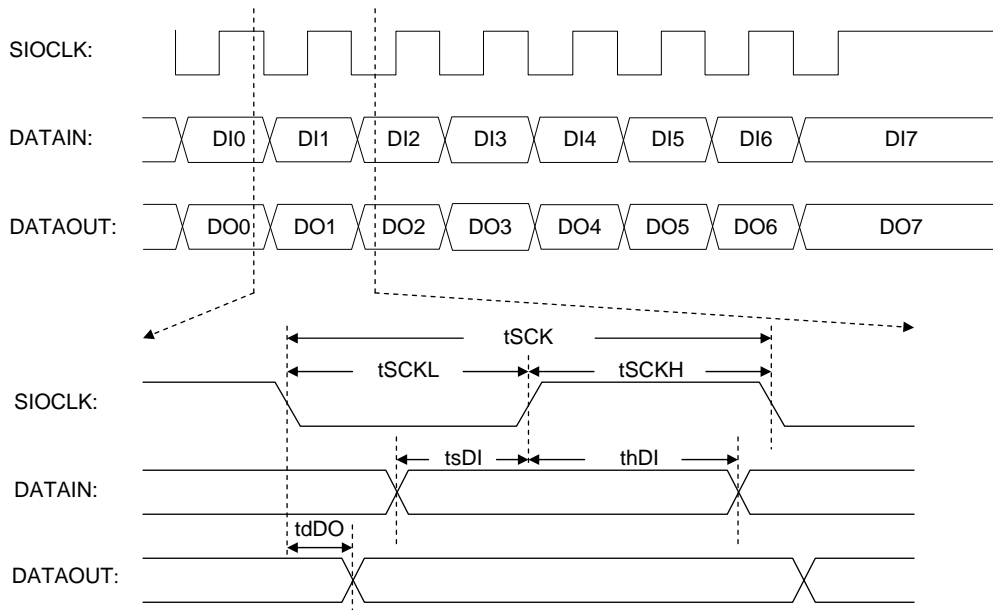 SIOCLK:
DATAIN: DI0 DI1 DI2 DI3 DI4 DI5 DI6 DI7
DATAOUT: DO0 DO1 DO2 DO3 DO4 DO5 DO6 DO7
tSCK
tSCKL tSCKH
SIOCLK:
tsDI thDI
DATAIN:
tdDO
DATAOUT: